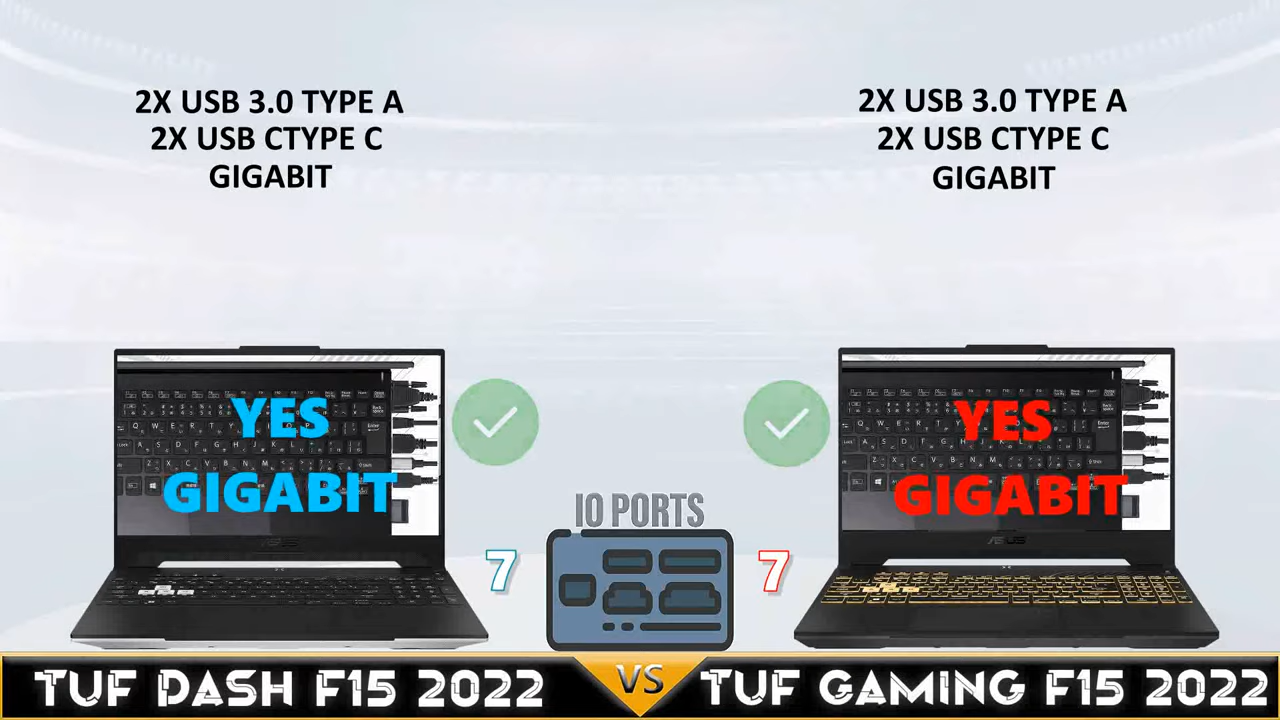 2X USB 3.0 TYPE A
2X USB CTYPE C
GIGABIT
2X USB 3.0 TYPE A
2X USB CTYPE C
GIGABIT
YES
GIGABIT
YES
GIGABIT
IO PORTS
7
7
ASUS
TUF DASH F15 2022
VS
TUF GAMING F15 2022